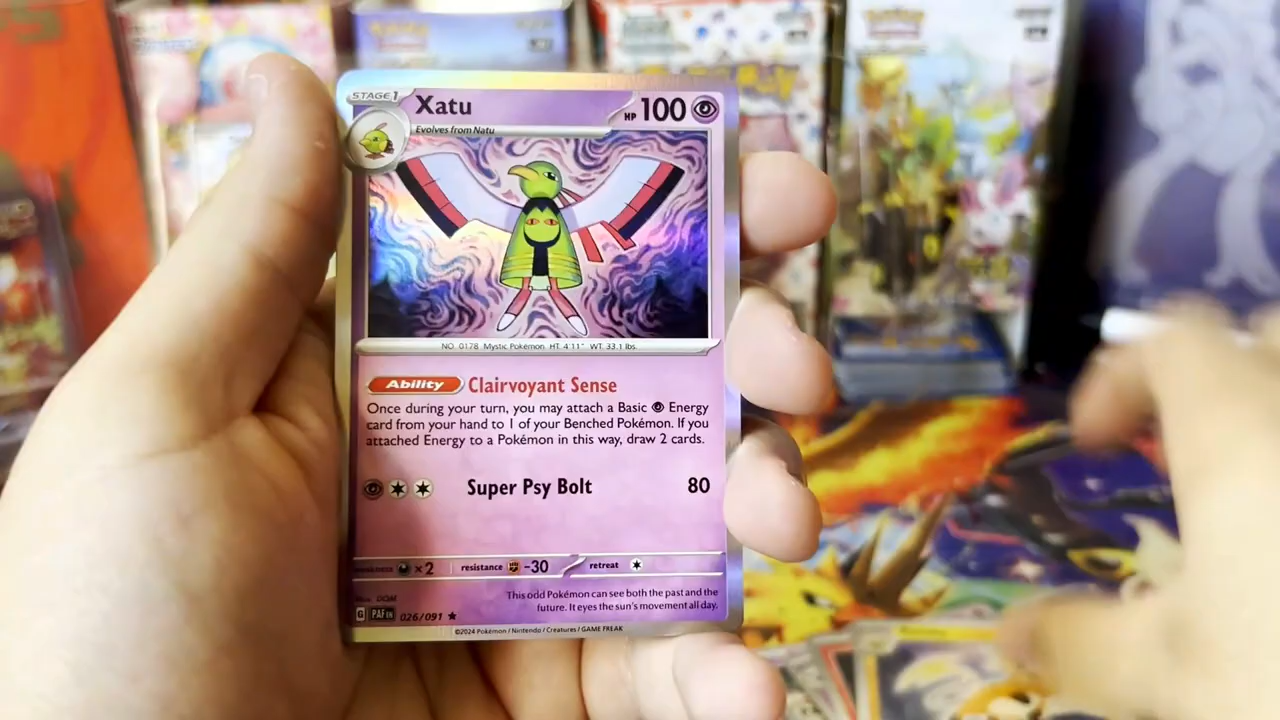 STAGE 1
Xatu
HP 100
Evolves from Natu
NO. 0178 Mystic Pokémon HT. 4'11" WT. 33.1 lbs.
Ability Clairvoyant Sense
Once during your turn, you may attach a Basic Energy
card from your hand to 1 of your Benched Pokémon. If you
attached Energy to a Pokémon in this way, draw 2 cards.
Super Psy Bolt 80
weakness ×2 resistance -30 retreat
Illus. DOM
This odd Pokémon can see both the past and the
future. It eyes the sun's movement all day.
G PAF EN 026/091 ★
©2024 Pokémon / Nintendo / Creatures / GAME FREAK